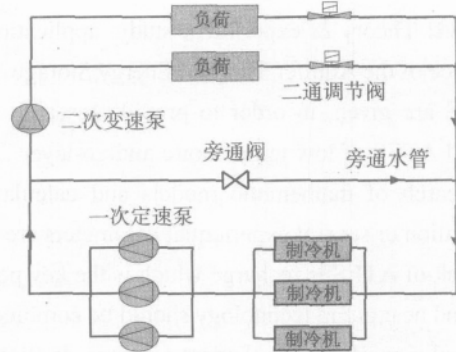 负荷
负荷
二通调节阀
二次变速泵
旁通阀
旁通水管
一次定速泵
制冷机
制冷机
制冷机